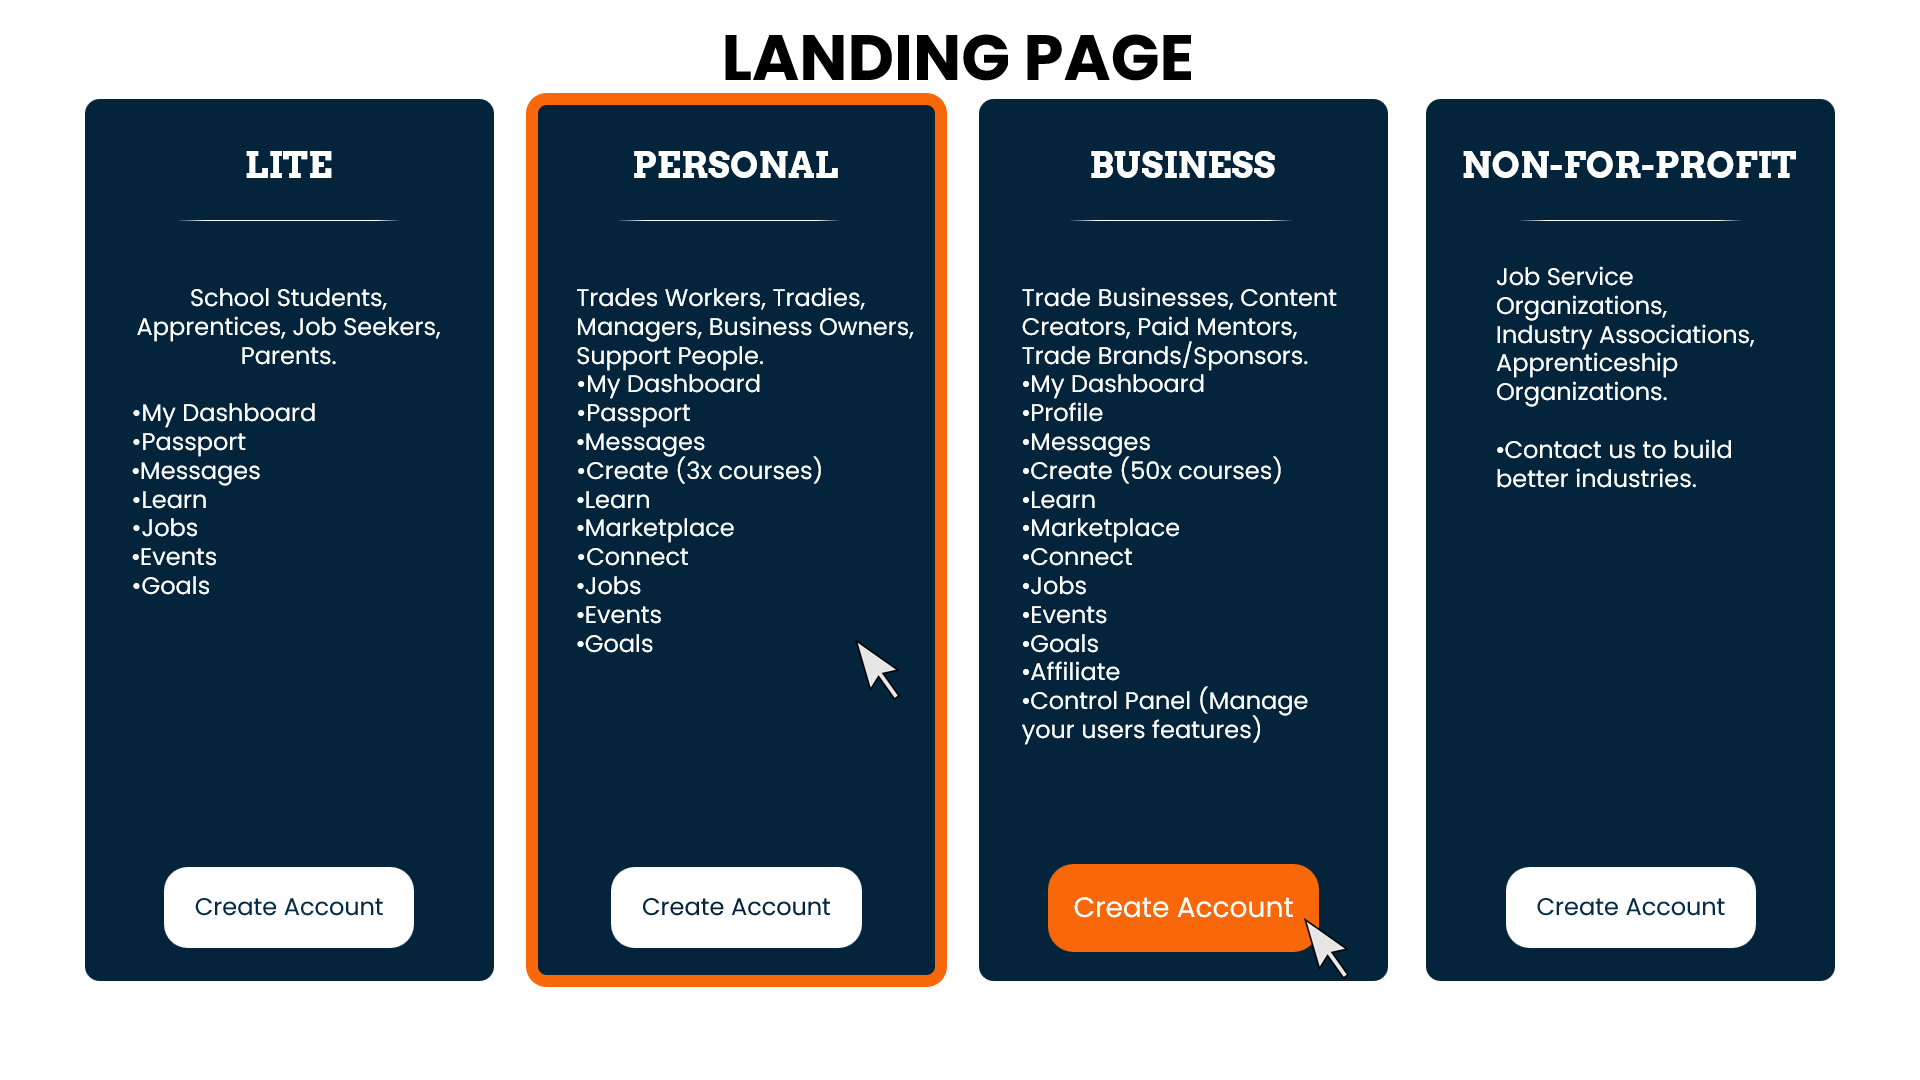 LANDING PAGE
LITE
School Students,
Apprentices, Job Seekers,
Parents.
•My Dashboard
•Passport
•Messages
•Learn
•Jobs
•Events
•Goals
Create Account
PERSONAL
Trades Workers, Tradies,
Managers, Business Owners,
Support People.
•My Dashboard
•Passport
•Messages
•Create (3x courses)
•Learn
•Marketplace
•Connect
•Jobs
•Events
•Goals
Create Account
BUSINESS
Trade Businesses, Content
Creators, Paid Mentors,
Trade Brands/Sponsors.
•My Dashboard
•Profile
•Messages
•Create (50x courses)
•Learn
•Marketplace
•Connect
•Jobs
•Events
•Goals
•Affiliate
•Control Panel (Manage
your users features)
Create Account
NON-FOR-PROFIT
Job Service
Organizations,
Industry Associations,
Apprenticeship
Organizations.
•Contact us to build
better industries.
Create Account